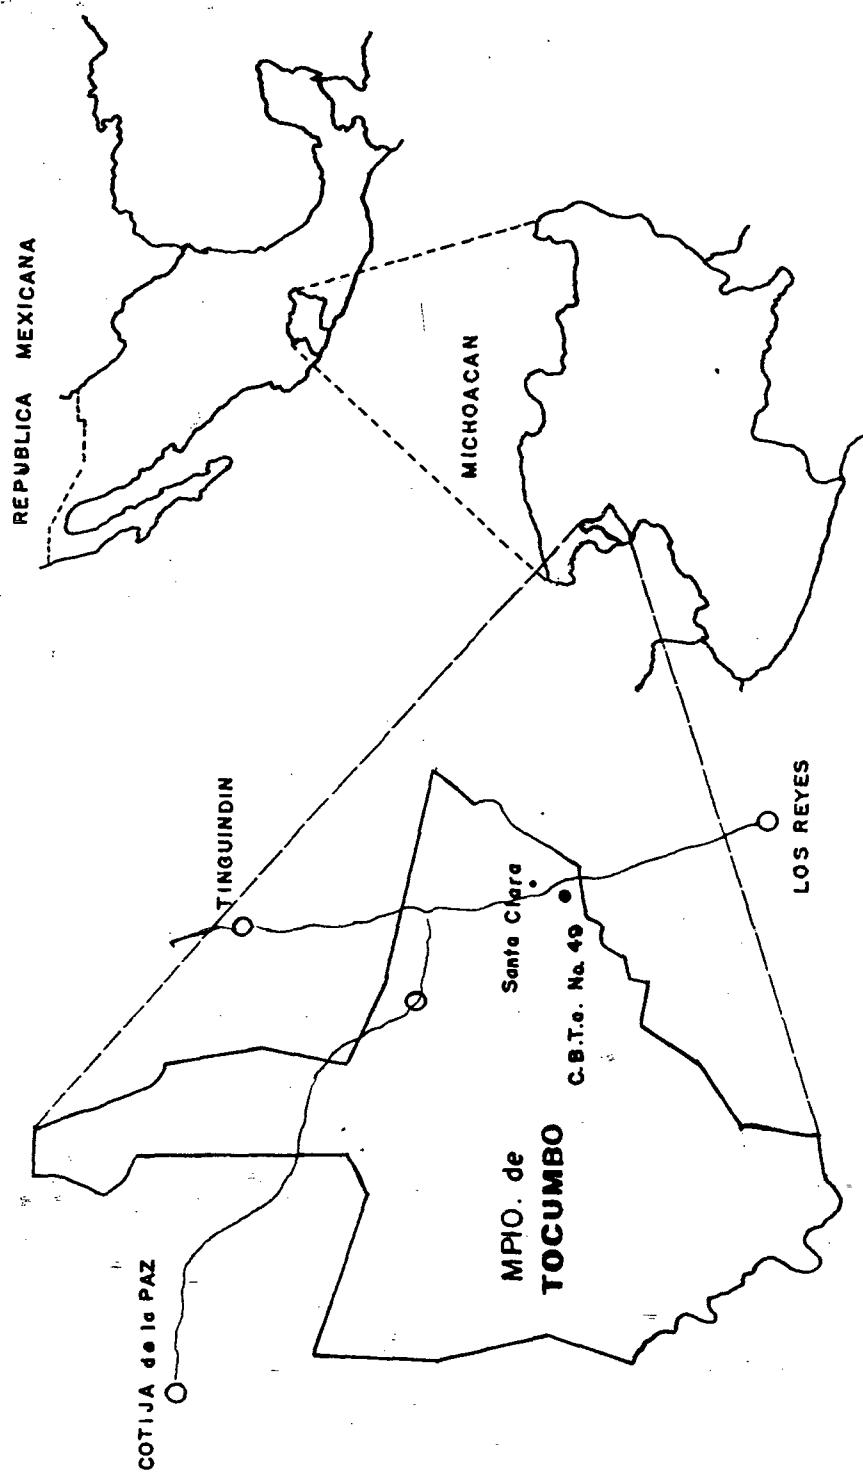 REPUBLICA MEXICANA
MICHOACAN
TINGUINDIN
COTIJA de la PAZ
Santa Clara
C.B.T.a. No. 49
MPIO. de
TOCUMBO
LOS REYES